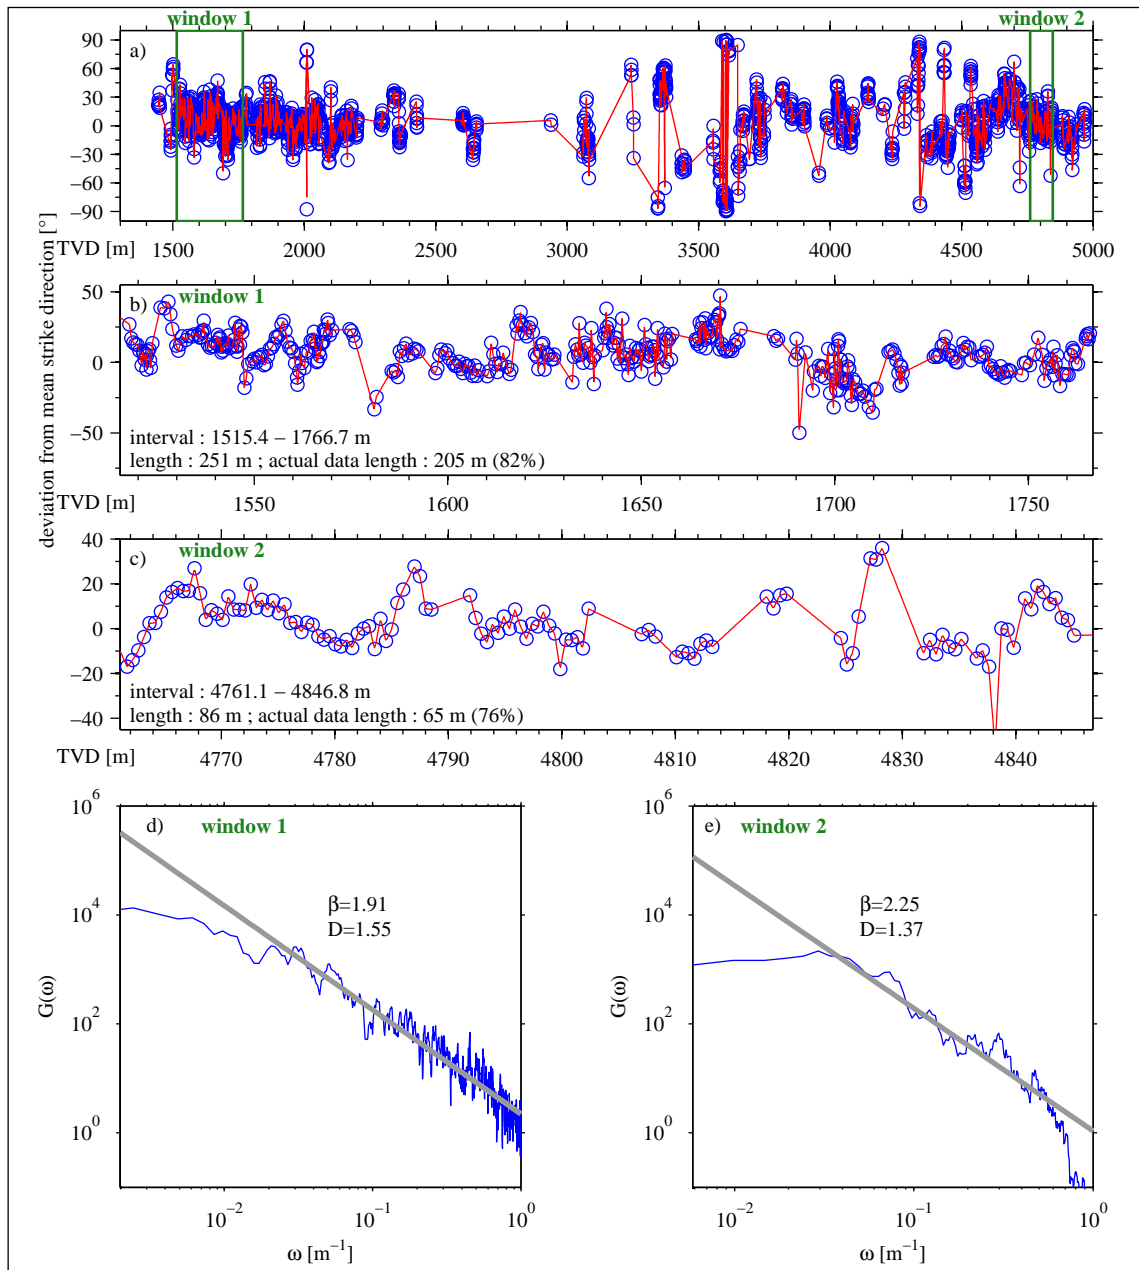 window 1 window 2
a)
90
60
30
0
−30
−60
−90
TVD [m] 1500 2000 2500 3000 3500 4000 4500 5000
deviation from mean strike direction [°]
b) window 1
50
0
−50
interval : 1515.4 − 1766.7 m
length : 251 m ; actual data length : 205 m (82%)
TVD [m] 1550 1600 1650 1700 1750
c) window 2
40
20
0
−20
−40
interval : 4761.1 − 4846.8 m
length : 86 m ; actual data length : 65 m (76%)
TVD [m] 4770 4780 4790 4800 4810 4820 4830 4840
d) window 1
β=1.91
D=1.55
G(ω)
10^6
10^4
10^2
10^0
10^−2 10^−1 10^0
ω [m^−1]
e) window 2
β=2.25
D=1.37
G(ω)
10^6
10^4
10^2
10^0
10^−2 10^−1 10^0
ω [m^−1]